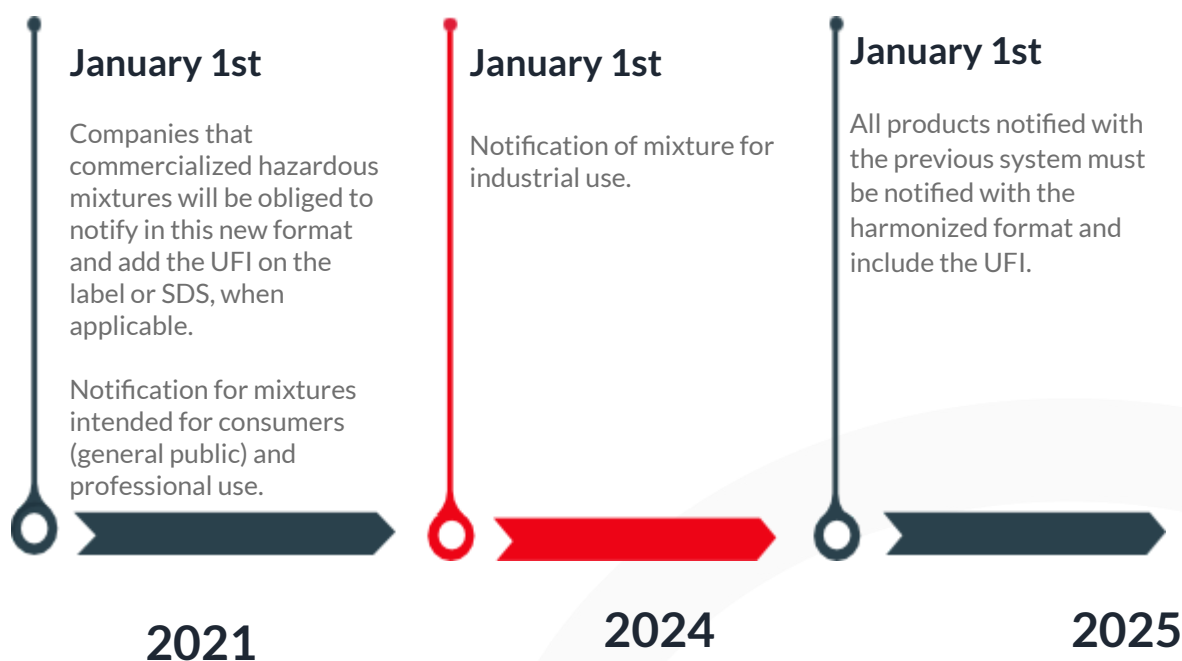 January 1st
Companies that
commercialized hazardous
mixtures will be obliged to
notify in this new format
and add the UFI on the
label or SDS, when
applicable.
Notification for mixtures
intended for consumers
(general public) and
professional use.
2021
January 1st
Notification of mixture for
industrial use.
2024
January 1st
All products notified with
the previous system must
be notified with the
harmonized format and
include the UFI.
2025